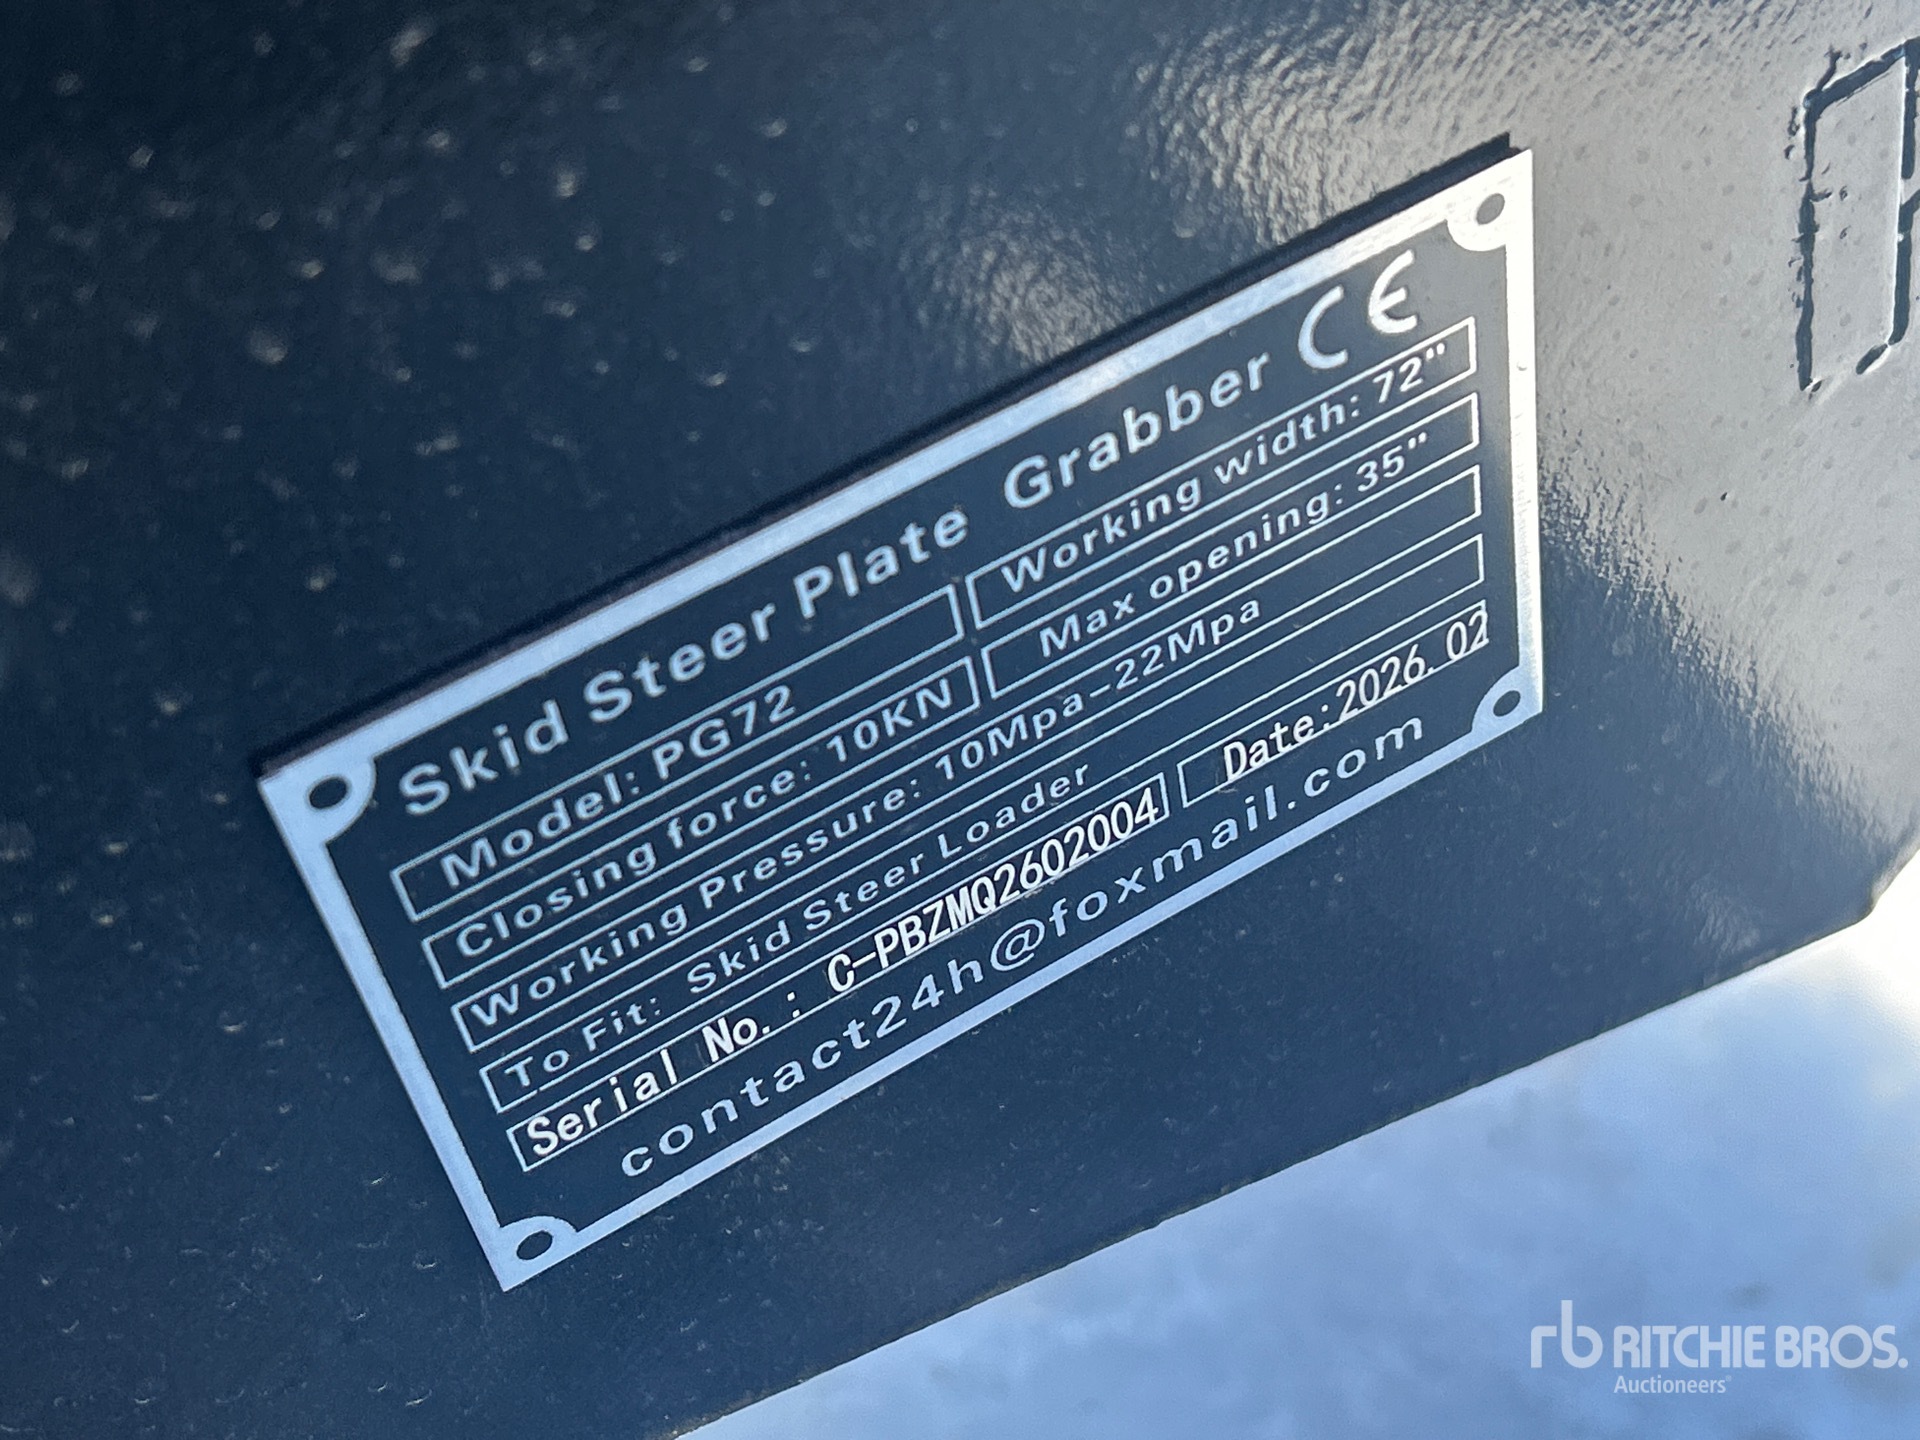 Skid Steer Plate Grabber CE
Model: PG72
Working width: 72"
Closing force: 10KN
Max opening: 35"
Working Pressure: 10Mpa-22Mpa
To Fit: Skid Steer Loader
Serial No.: C-PBZMQ2602004
Date:2026.02
contact24h@foxmail.com
rb RITCHIE BROS.
Auctioneers